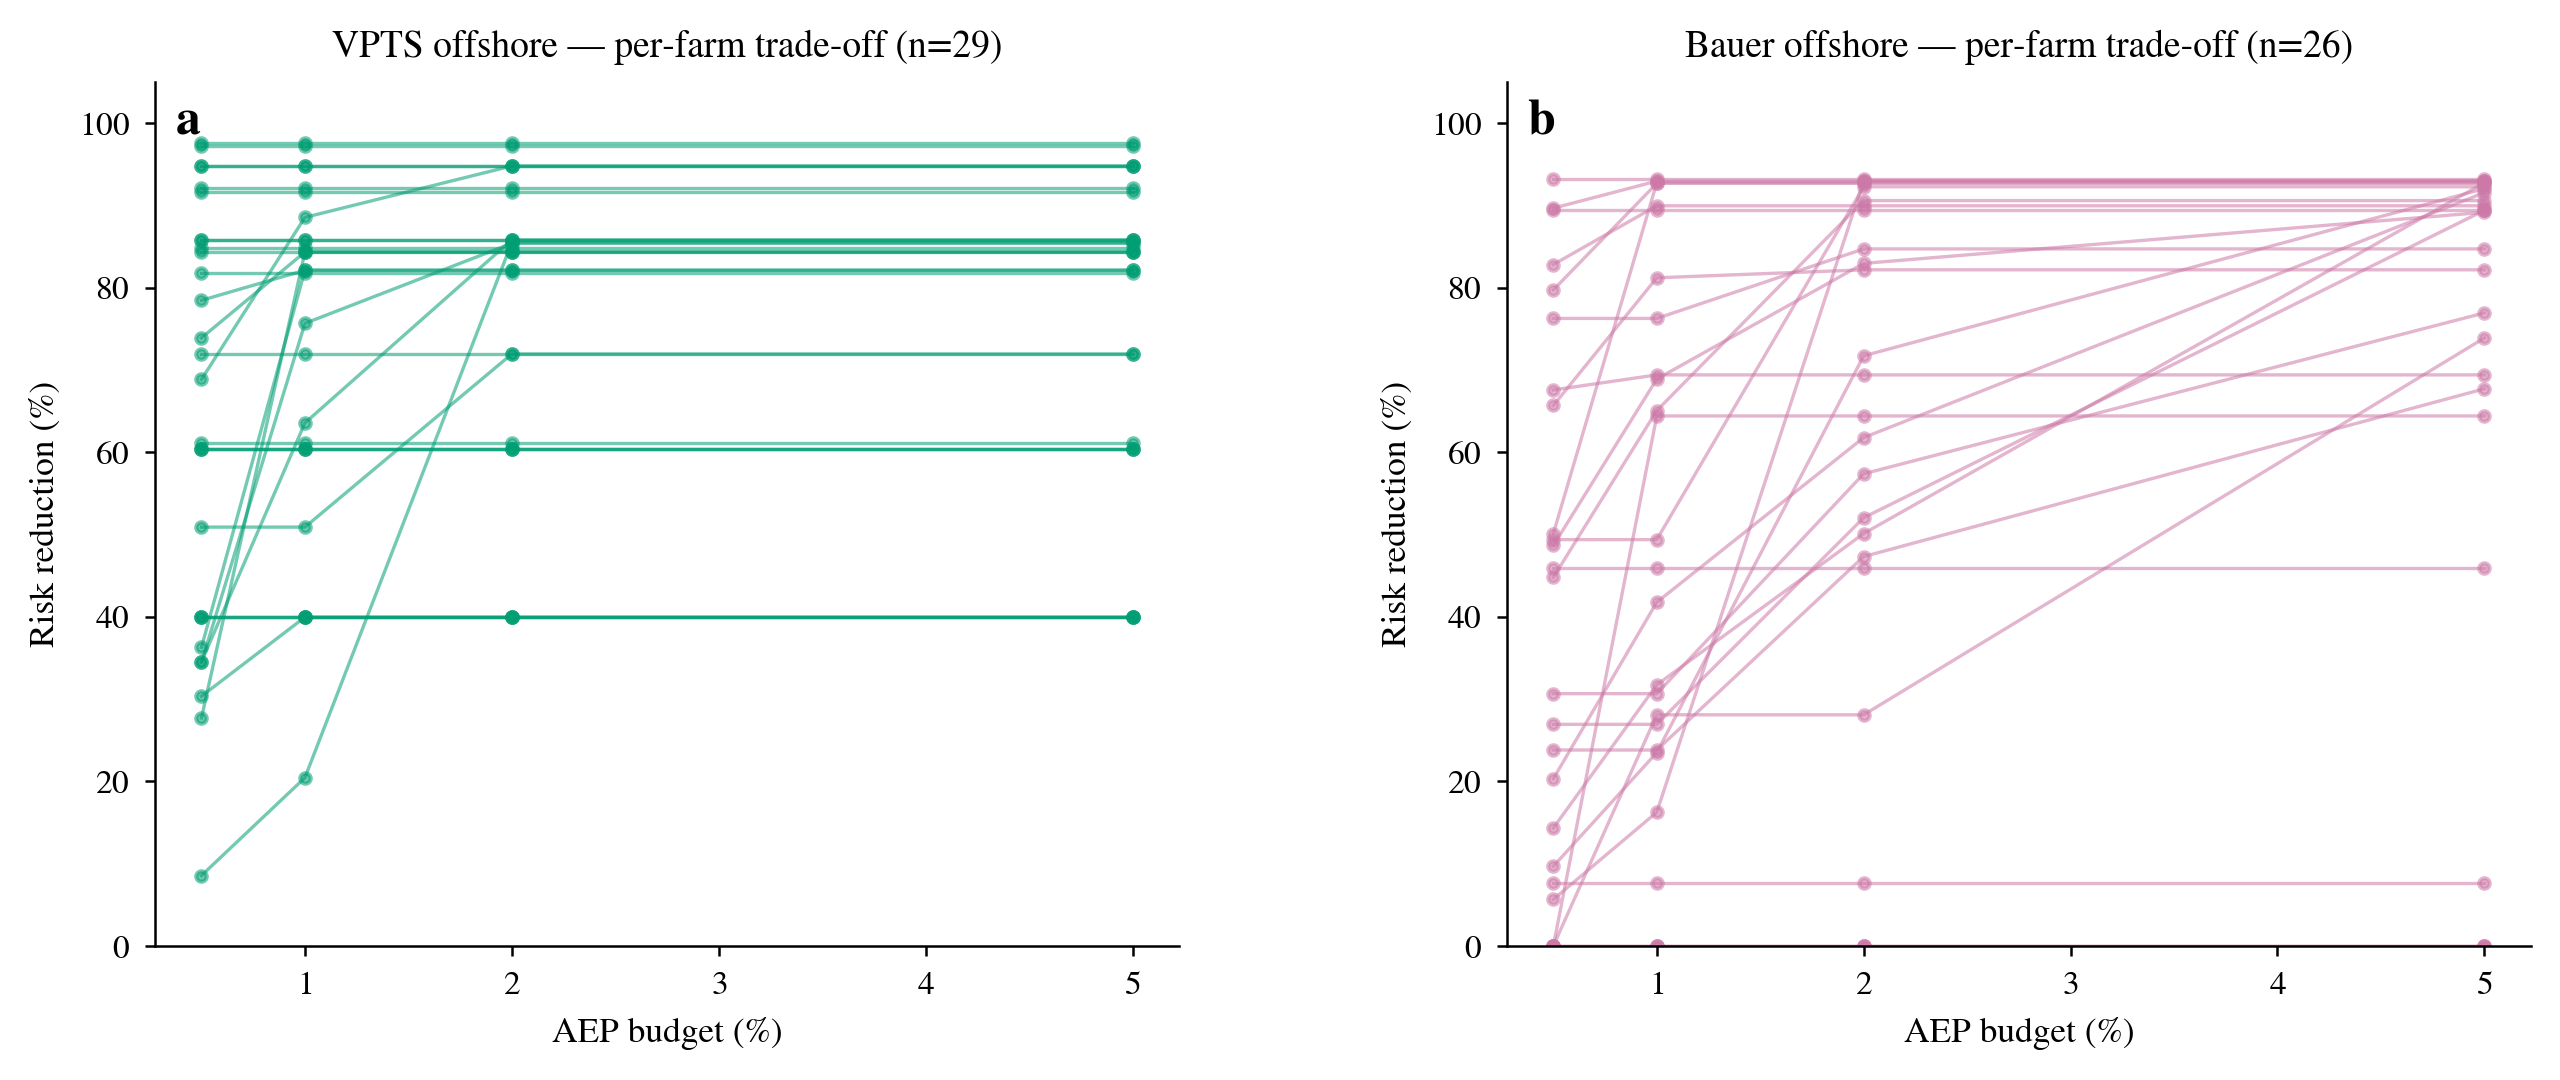 VPTS offshore — per-farm trade-off (n=29)
a
100
80
60
40
20
0
Risk reduction (%)
1 2 3 4 5
AEP budget (%)
Bauer offshore — per-farm trade-off (n=26)
b
100
80
60
40
20
0
Risk reduction (%)
1 2 3 4 5
AEP budget (%)